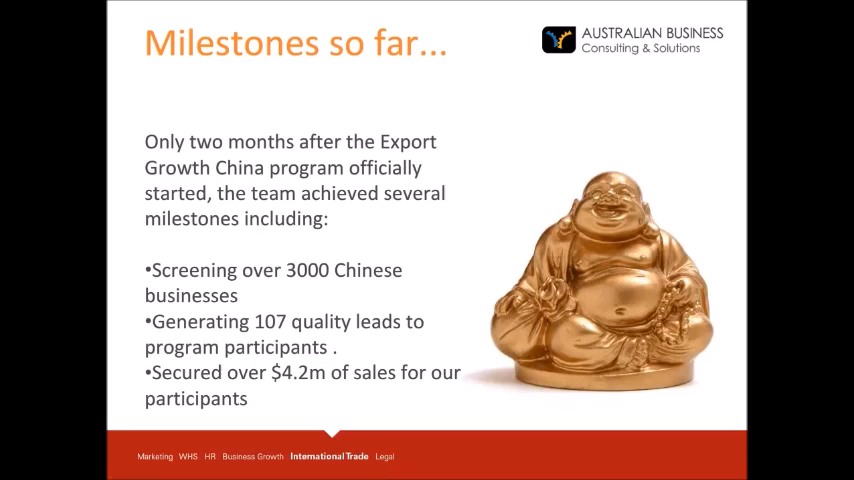 Milestones so far...
AUSTRALIAN BUSINESS
Consulting & Solutions
Only two months after the Export
Growth China program officially
started, the team achieved several
milestones including:
•Screening over 3000 Chinese
businesses
•Generating 107 quality leads to
program participants .
•Secured over $4.2m of sales for our
participants
Marketing WHS HR Business Growth International Trade Legal